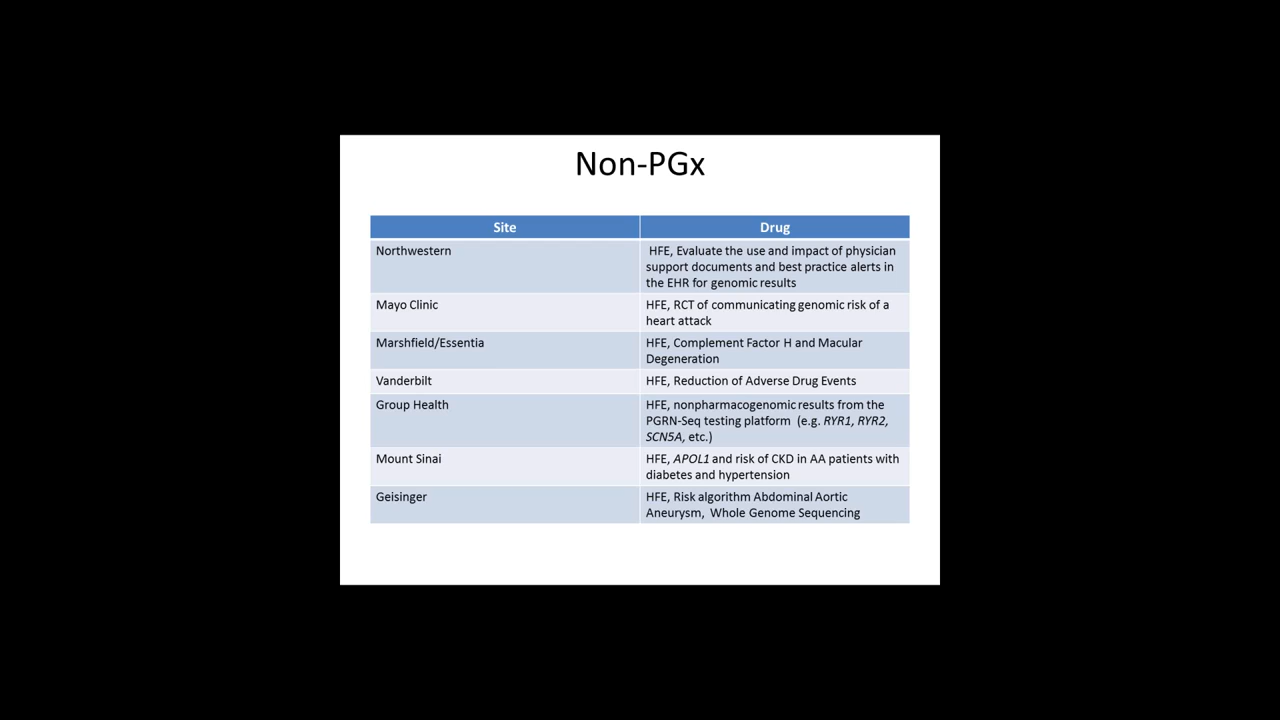 Non-PGx
Site Drug
Northwestern HFE, Evaluate the use and impact of physician
support documents and best practice alerts in
the EHR for genomic results
Mayo Clinic HFE, RCT of communicating genomic risk of a
heart attack
Marshfield/Essentia HFE, Complement Factor H and Macular
Degeneration
Vanderbilt HFE, Reduction of Adverse Drug Events
Group Health HFE, nonpharmacogenomic results from the
PGRN-Seq testing platform (e.g. RYR1, RYR2,
SCN5A, etc.)
Mount Sinai HFE, APOL1 and risk of CKD in AA patients with
diabetes and hypertension
Geisinger HFE, Risk algorithm Abdominal Aortic
Aneurysm, Whole Genome Sequencing